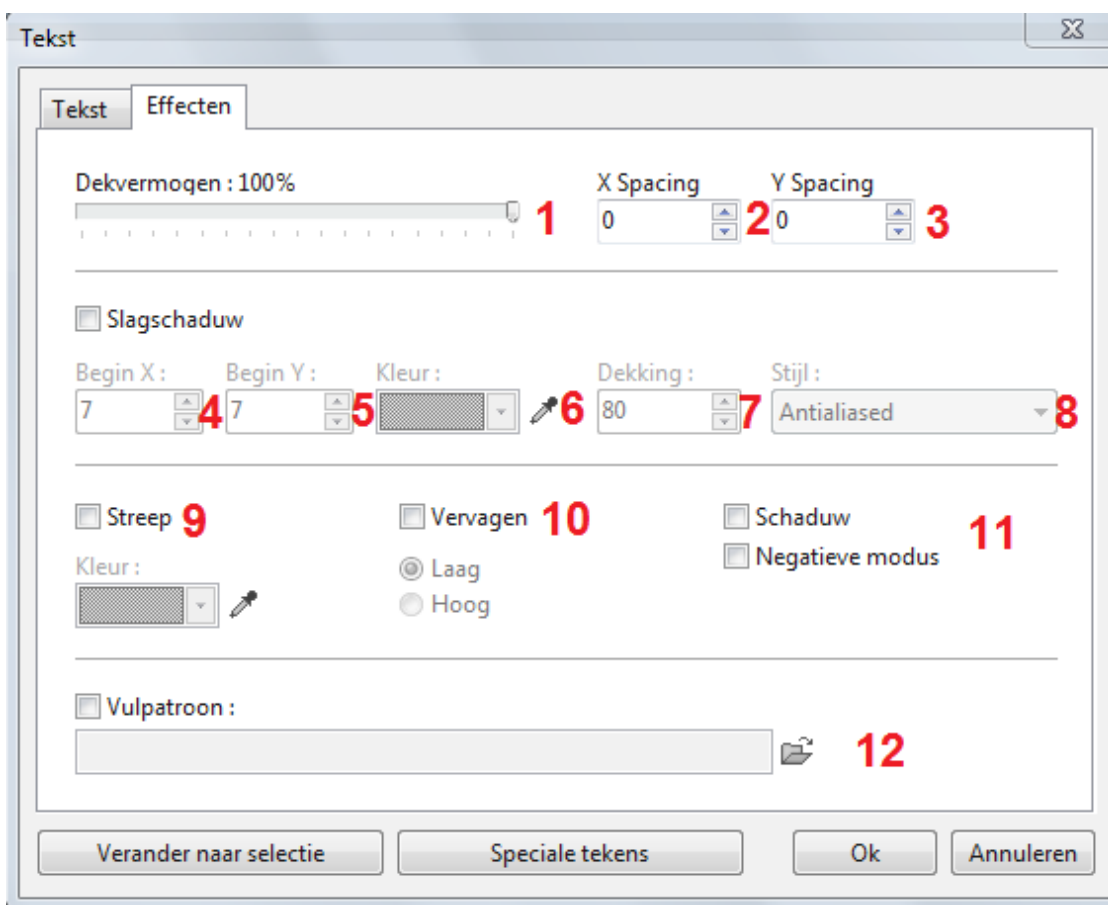 Tekst
Tekst Effecten
Dekvermogen : 100% X Spacing Y Spacing
1 0 2 0 3
Slagschaduw
Begin X : Begin Y : Kleur : Dekking : Stijl :
7 4 7 5 6 80 7 Antialiased 8
Streep 9 Vervagen 10 Schaduw 11
Negatieve modus
Kleur : Laag
Hoog
Vulpatroon :
12
Verander naar selectie Speciale tekens Ok Annuleren